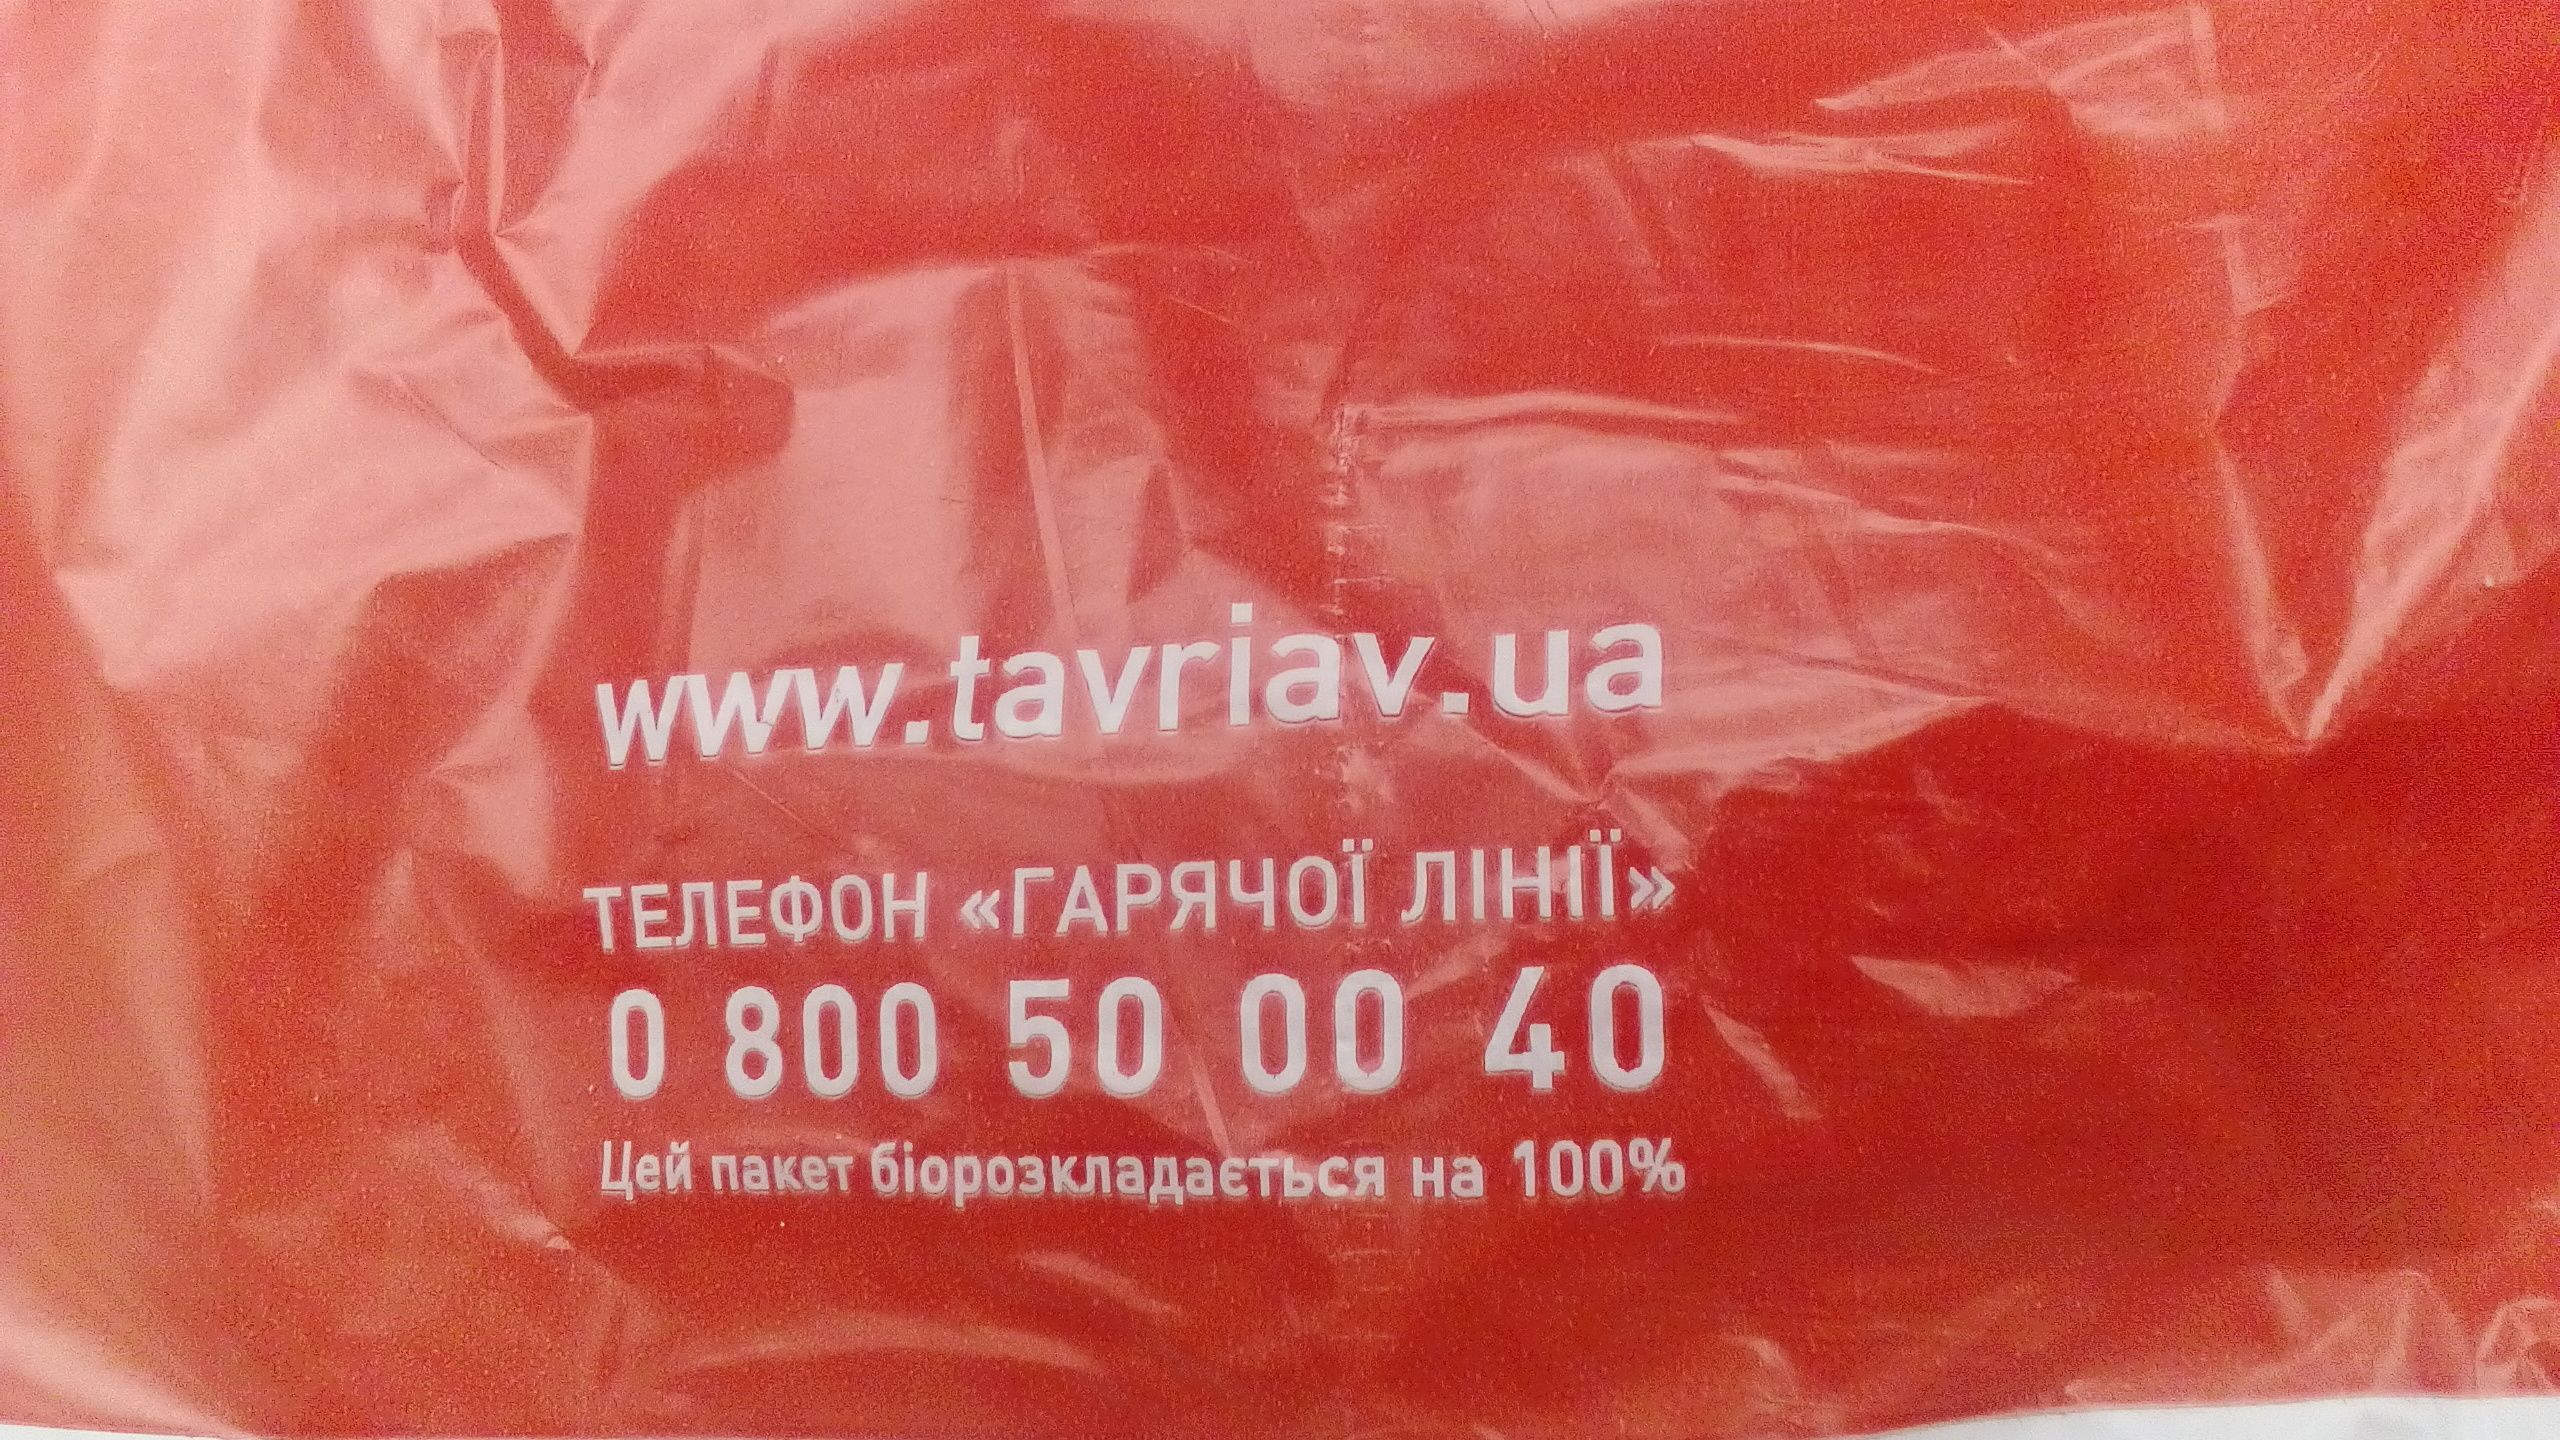 www.tavriav.ua
ТЕЛЕФОН «ГАРЯЧОЇ ЛІНІЇ»
0 800 50 00 40
Цей пакет біорозкладається на 100%